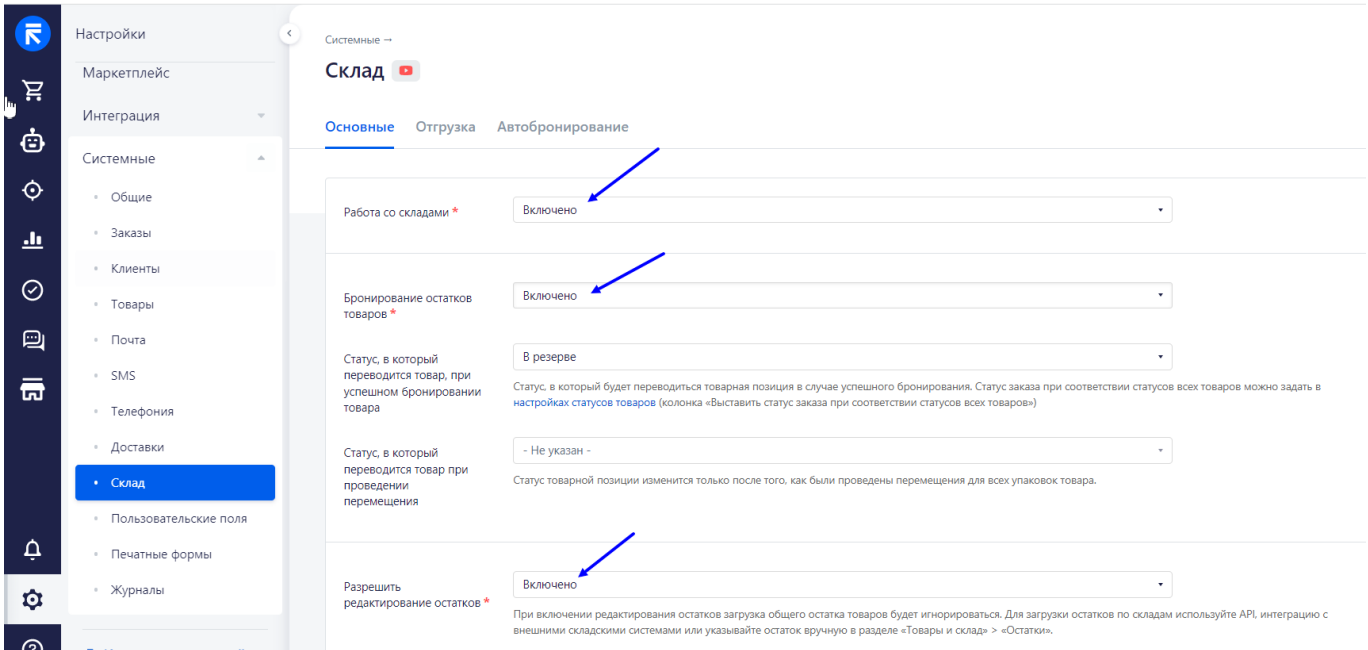 Настройки
Маркетплейс
Интеграция
Системные
Общие
Заказы
Клиенты
Товары
Почта
SMS
Телефония
Доставки
Склад
Пользовательские поля
Печатные формы
Журналы
Системные →
Склад
Основные Отгрузка Автобронирование
Работа со складами *
Включено
Бронирование остатков
товаров *
Включено
Статус, в который
переводится товар, при
успешном бронировании
товара
В резерве
Статус, в который будет переводиться товарная позиция в случае успешного бронирования. Статус заказа при соответствии статусов всех товаров можно задать в
настройках статусов товаров (колонка «Выставить статус заказа при соответствии статусов всех товаров»)
Статус, в который
переводится товар при
проведении
перемещения
- Не указан -
Статус товарной позиции изменится только после того, как были проведены перемещения для всех упаковок товара.
Разрешить
редактирование остатков *
Включено
При включении редактирования остатков загрузка общего остатка товаров будет игнорироваться. Для загрузки остатков по складам используйте API, интеграцию с
внешними складскими системами или указывайте остаток вручную в разделе «Товары и склад» > «Остатки».